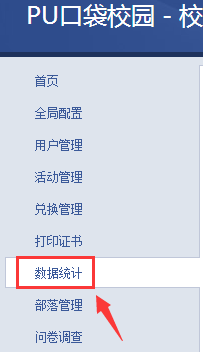 PU口袋校园 - 校
首页
全局配置
用户管理
活动管理
兑换管理
打印证书
数据统计
部落管理
问卷调查